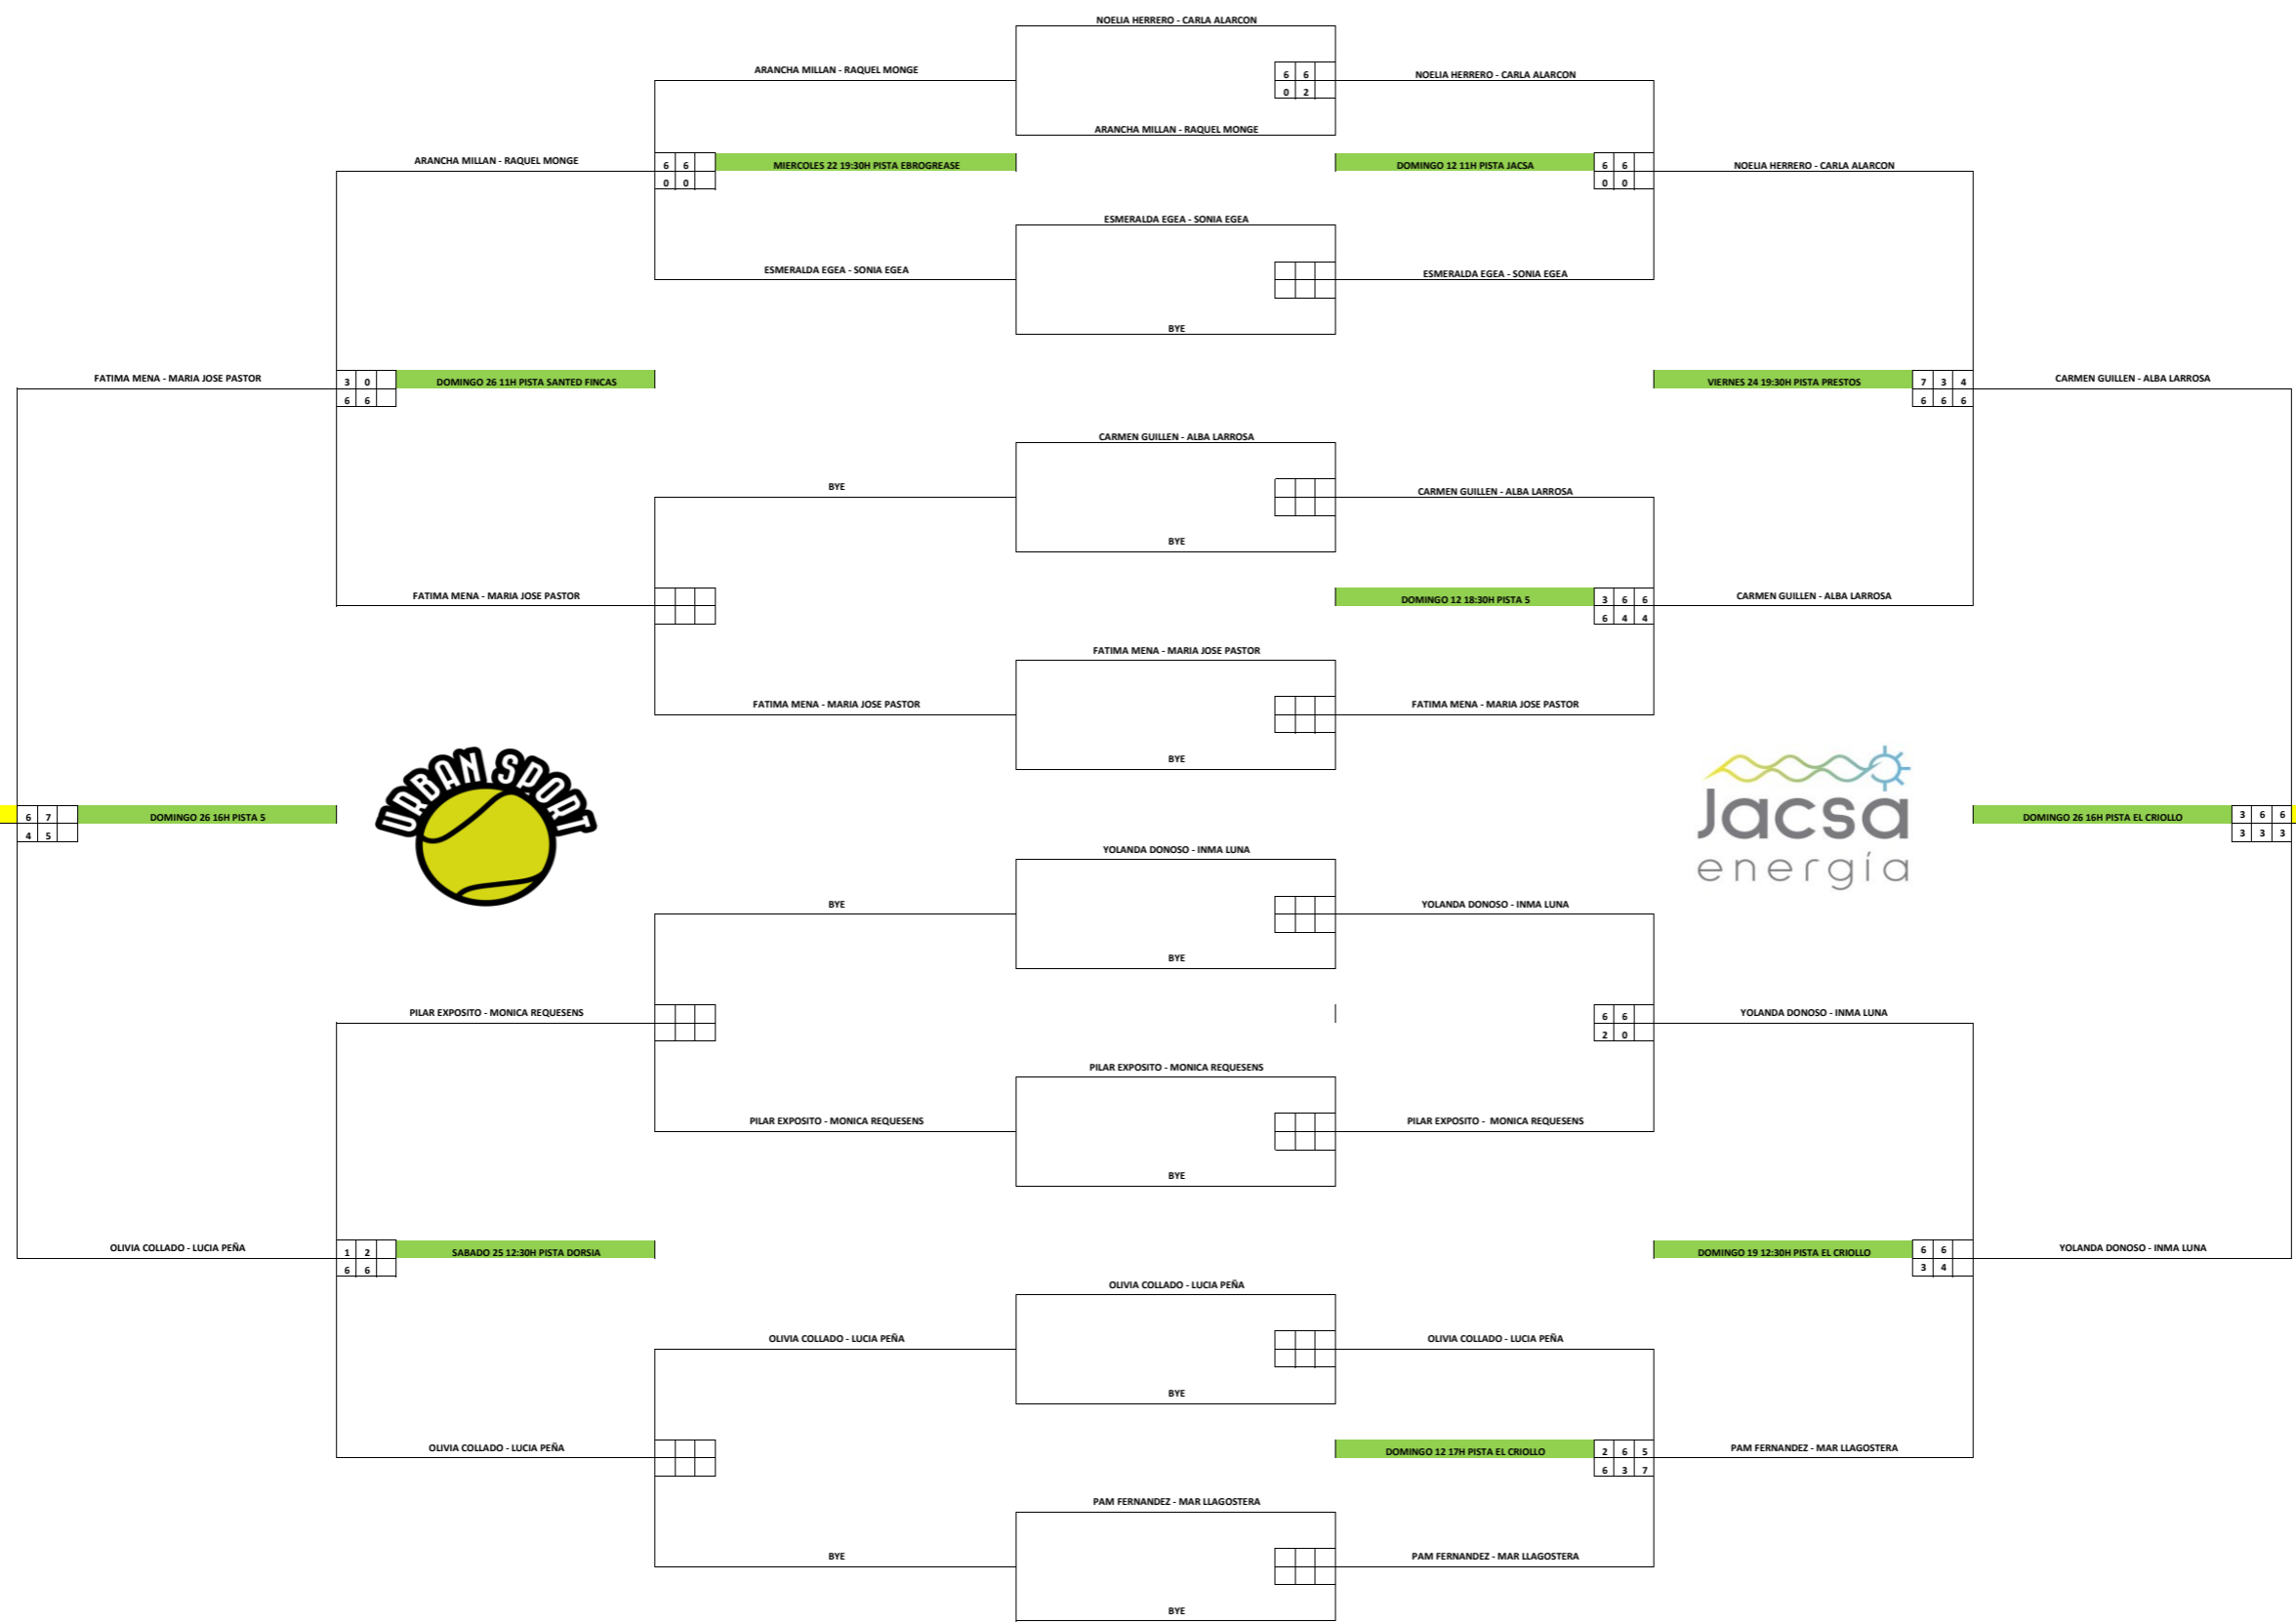 NOELIA HERRERO - CARLA ALARCON
ARANCHA MILLAN - RAQUEL MONGE
6 6
NOELIA HERRERO - CARLA ALARCON
0 2
ARANCHA MILLAN - RAQUEL MONGE
ARANCHA MILLAN - RAQUEL MONGE
6 6
MIERCOLES 22 19:30H PISTA EBROGREASE
DOMINGO 12 11H PISTA JACSA
6 6
NOELIA HERRERO - CARLA ALARCON
0 0
0 0
ESMERALDA EGEA - SONIA EGEA
ESMERALDA EGEA - SONIA EGEA
ESMERALDA EGEA - SONIA EGEA
BYE
FATIMA MENA - MARIA JOSE PASTOR
3 0
DOMINGO 26 11H PISTA SANTED FINCAS
VIERNES 24 19:30H PISTA PRESTOS
7 3 4
CARMEN GUILLEN - ALBA LARROSA
6 6
6 6 6
CARMEN GUILLEN - ALBA LARROSA
BYE
CARMEN GUILLEN - ALBA LARROSA
BYE
FATIMA MENA - MARIA JOSE PASTOR
DOMINGO 12 18:30H PISTA 5
3 6 6
CARMEN GUILLEN - ALBA LARROSA
6 4 4
FATIMA MENA - MARIA JOSE PASTOR
FATIMA MENA - MARIA JOSE PASTOR
FATIMA MENA - MARIA JOSE PASTOR
BYE
URBAN SPORT
Jacsa
energía
6 7
DOMINGO 26 16H PISTA 5
DOMINGO 26 16H PISTA EL CRIOLLO
3 6 6
4 5
3 3 3
YOLANDA DONOSO - INMA LUNA
BYE
YOLANDA DONOSO - INMA LUNA
BYE
PILAR EXPOSITO - MONICA REQUESENS
6 6
YOLANDA DONOSO - INMA LUNA
2 0
PILAR EXPOSITO - MONICA REQUESENS
PILAR EXPOSITO - MONICA REQUESENS
PILAR EXPOSITO - MONICA REQUESENS
BYE
OLIVIA COLLADO - LUCIA PEÑA
1 2
SABADO 25 12:30H PISTA DORSIA
DOMINGO 19 12:30H PISTA EL CRIOLLO
6 6
YOLANDA DONOSO - INMA LUNA
6 6
3 4
OLIVIA COLLADO - LUCIA PEÑA
OLIVIA COLLADO - LUCIA PEÑA
OLIVIA COLLADO - LUCIA PEÑA
BYE
OLIVIA COLLADO - LUCIA PEÑA
DOMINGO 12 17H PISTA EL CRIOLLO
2 6 5
PAM FERNANDEZ - MAR LLAGOSTERA
6 3 7
PAM FERNANDEZ - MAR LLAGOSTERA
BYE
PAM FERNANDEZ - MAR LLAGOSTERA
BYE